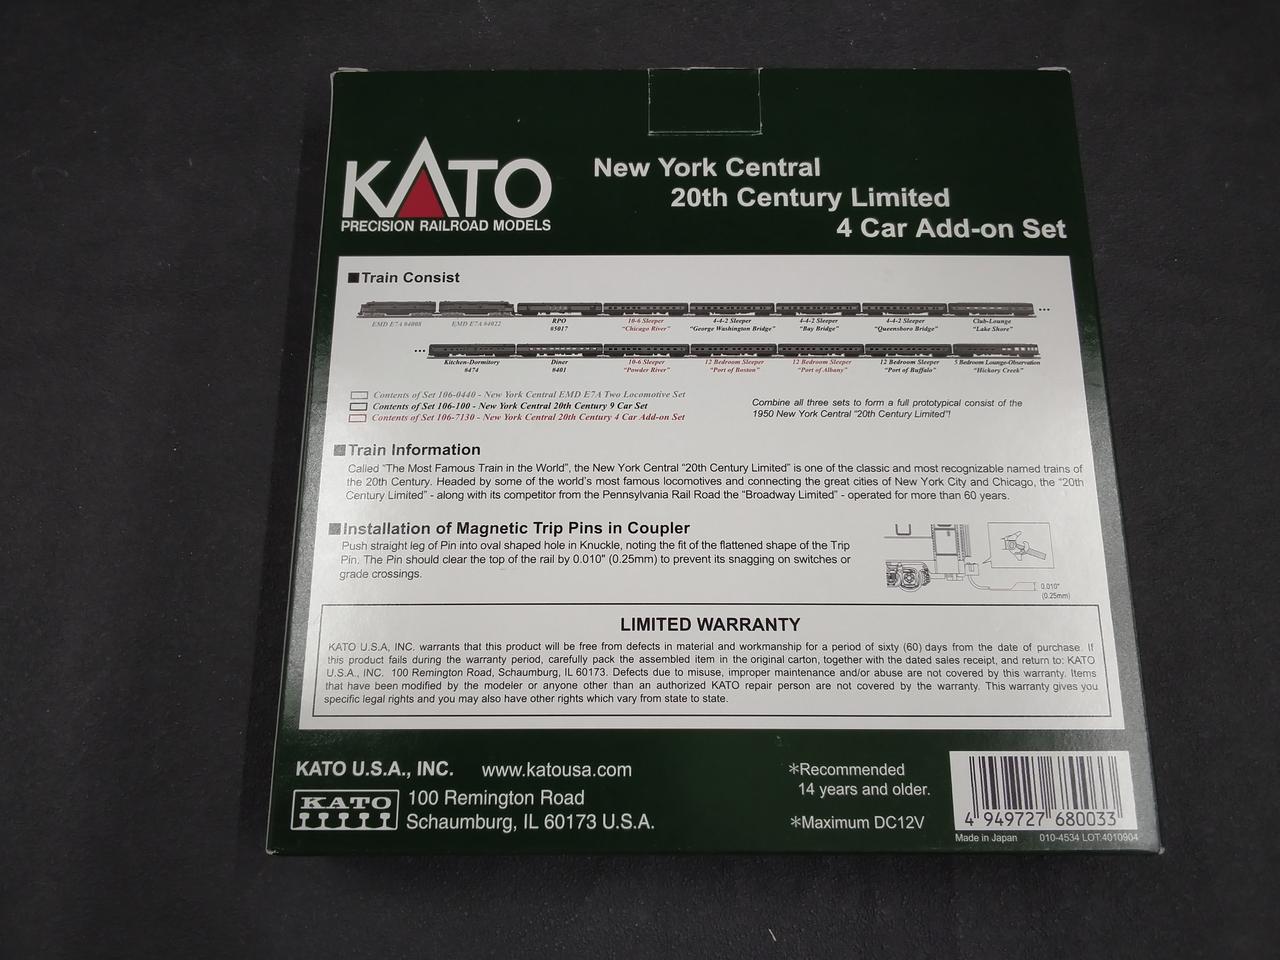 KATO
PRECISION RAILROAD MODELS
New York Central
20th Century Limited
4 Car Add-on Set
Train Consist
EMD E7A #4008
EMD E7A #4022
RPO
#5017
10-6 Sleeper
"Chicago River"
4-4-2 Sleeper
"George Washington Bridge"
4-4-2 Sleeper
"Bay Bridge"
4-4-2 Sleeper
"Queensboro Bridge"
Club-Lounge
"Lake Shore"
Kitchen-Dormitory
#474
Diner
#401
10-6 Sleeper
"Powder River"
12 Bedroom Sleeper
"Port of Boston"
12 Bedroom Sleeper
"Port of Albany"
12 Bedroom Sleeper
"Port of Buffalo"
5 Bedroom Lounge-Observation
"Hickory Creek"
Contents of Set 106-0440 - New York Central EMD E7A Two Locomotive Set
Contents of Set 106-100 - New York Central 20th Century 9 Car Set
Contents of Set 106-7130 - New York Central 20th Century 4 Car Add-on Set
Combine all three sets to form a full prototypical consist of the
1950 New York Central "20th Century Limited"!
Train Information
Called "The Most Famous Train in the World", the New York Central "20th Century Limited" is one of the classic and most recognizable named trains of
the 20th Century. Headed by some of the world's most famous locomotives and connecting the great cities of New York City and Chicago, the "20th
Century Limited" - along with its competitor from the Pennsylvania Rail Road the "Broadway Limited" - operated for more than 60 years.
Installation of Magnetic Trip Pins in Coupler
Push straight leg of Pin into oval shaped hole in Knuckle, noting the fit of the flattened shape of the Trip
Pin. The Pin should clear the top of the rail by 0.010" (0.25mm) to prevent its snagging on switches or
grade crossings.
0.010"
(0.25mm)
LIMITED WARRANTY
KATO U.S.A, INC. warrants that this product will be free from defects in material and workmanship for a period of sixty (60) days from the date of purchase. If
this product fails during the warranty period, carefully pack the assembled item in the original carton, together with the dated sales receipt, and return to: KATO
U.S.A., INC. 100 Remington Road, Schaumburg, IL 60173. Defects due to misuse, improper maintenance and/or abuse are not covered by this warranty. Items
that have been modified by the modeler or anyone other than an authorized KATO repair person are not covered by the warranty. This warranty gives you
specific legal rights and you may also have other rights which vary from state to state.
KATO U.S.A., INC. www.katousa.com
KATO
100 Remington Road
Schaumburg, IL 60173 U.S.A.
*Recommended
14 years and older.
*Maximum DC12V
4 949727 680033
Made in Japan 010-4534 LOT:4010904